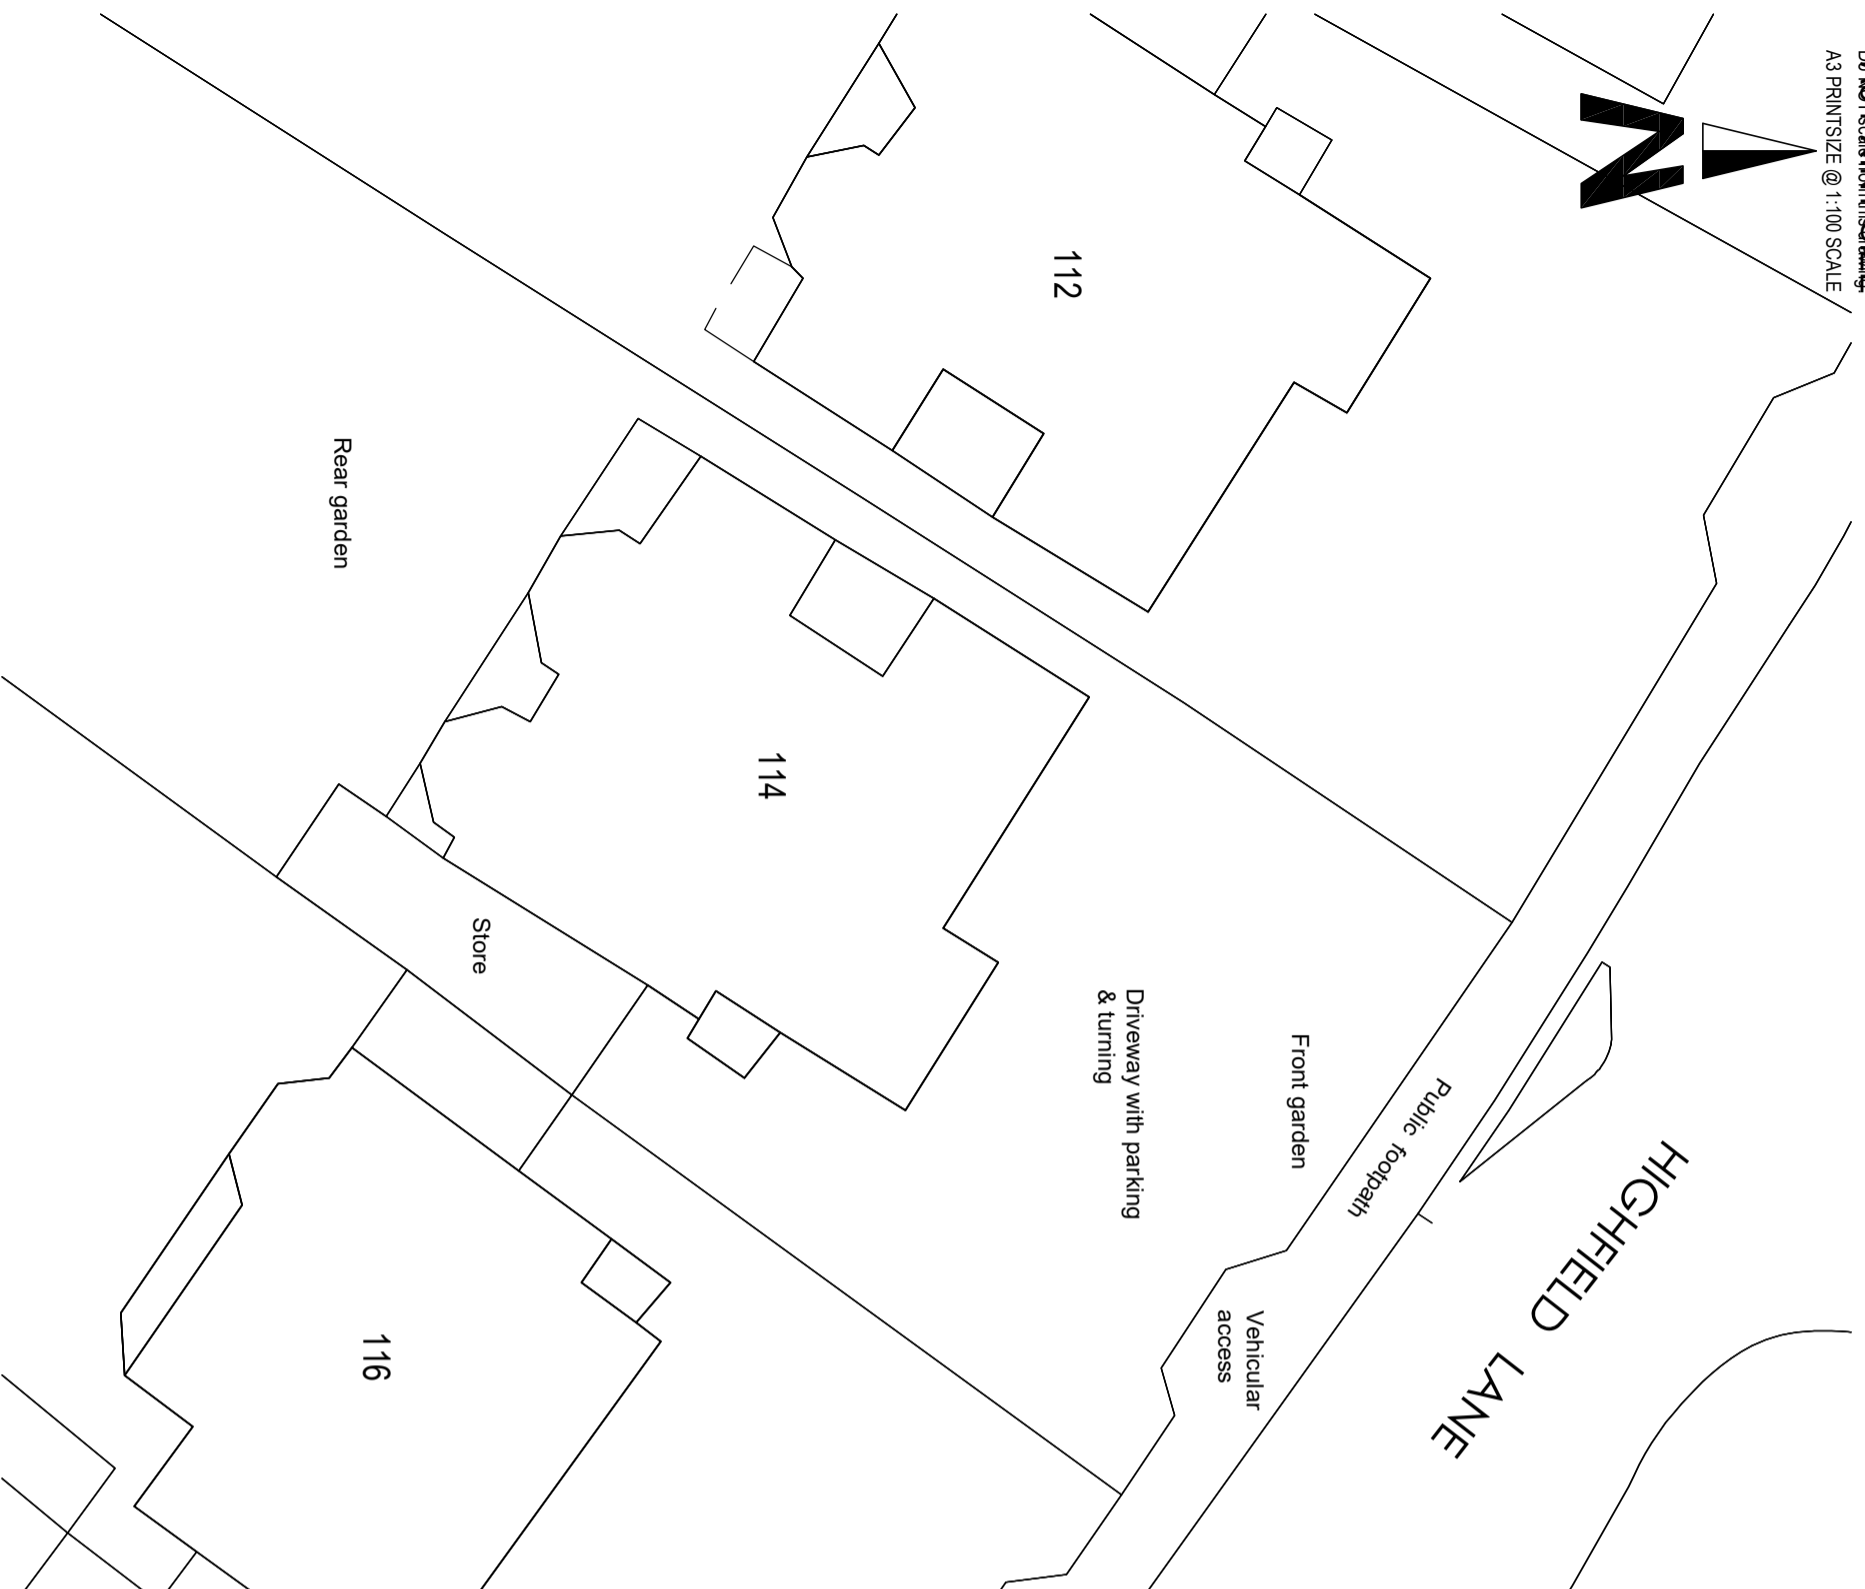 A3 PRINTSIZE @ 1:100 SCALE
N
112
Rear garden
114
Store
Driveway with parking
& turning
Front garden
Public footpath
HIGHFIELD LANE
Vehicular
access
116